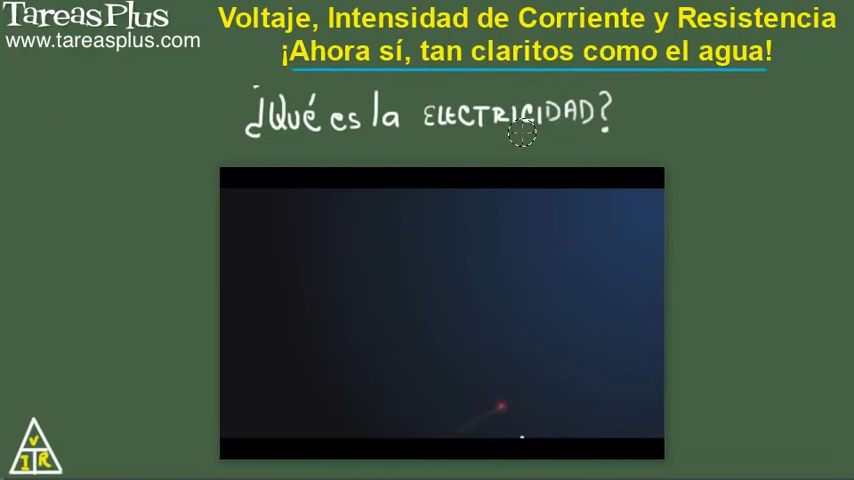 TareasPlus
www.tareasplus.com
Voltaje, Intensidad de Corriente y Resistencia
¡Ahora sí, tan claritos como el agua!
¿Qué es la ELECTRICIDAD?
V
I R